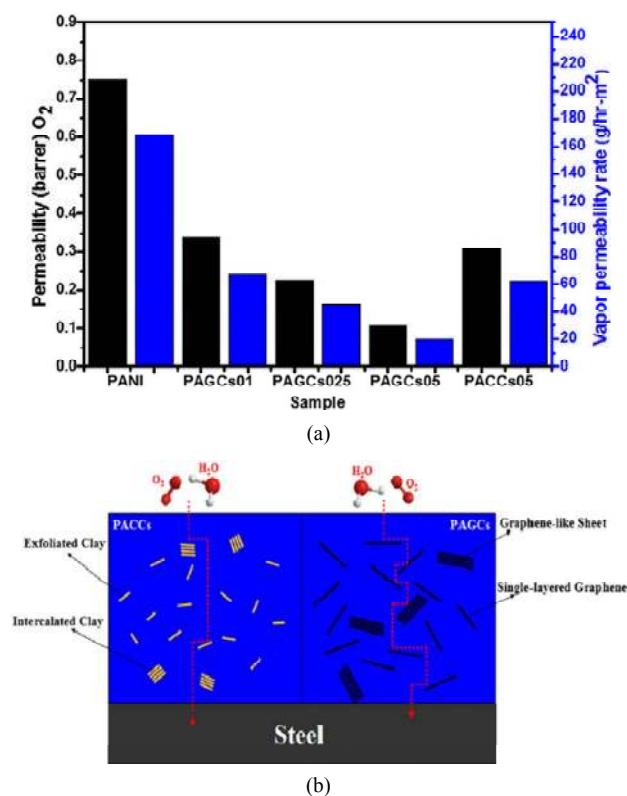 0.9
0.8
0.7
0.6
0.5
0.4
0.3
0.2
0.1
0.0
Permeability (barrer) O2
240
220
200
180
160
140
120
100
80
60
40
20
0
Vapor permeability rate (g/hr-m2)
PANI PAGCs01 PAGCs025 PAGCs05 PACCs05
Sample
(a)
O2 H2O H2O O2
PACCs PAGCs
Graphene-like Sheet
Exfoliated Clay
Single-layered Graphene
Intercalated Clay
Steel
(b)